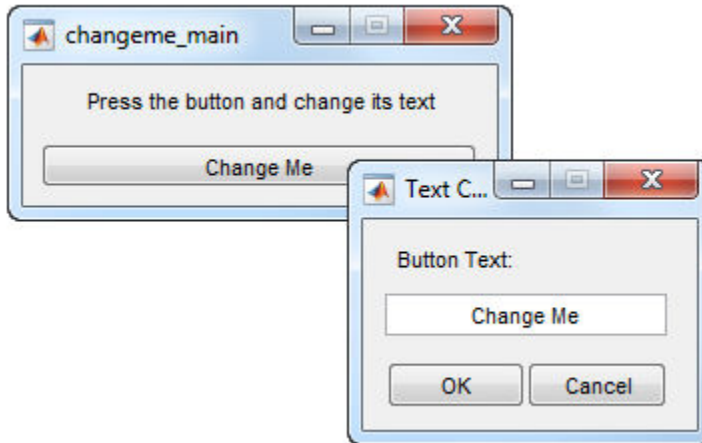 changeme_main
Press the button and change its text
Change Me
Text C...
Button Text:
Change Me
OK
Cancel